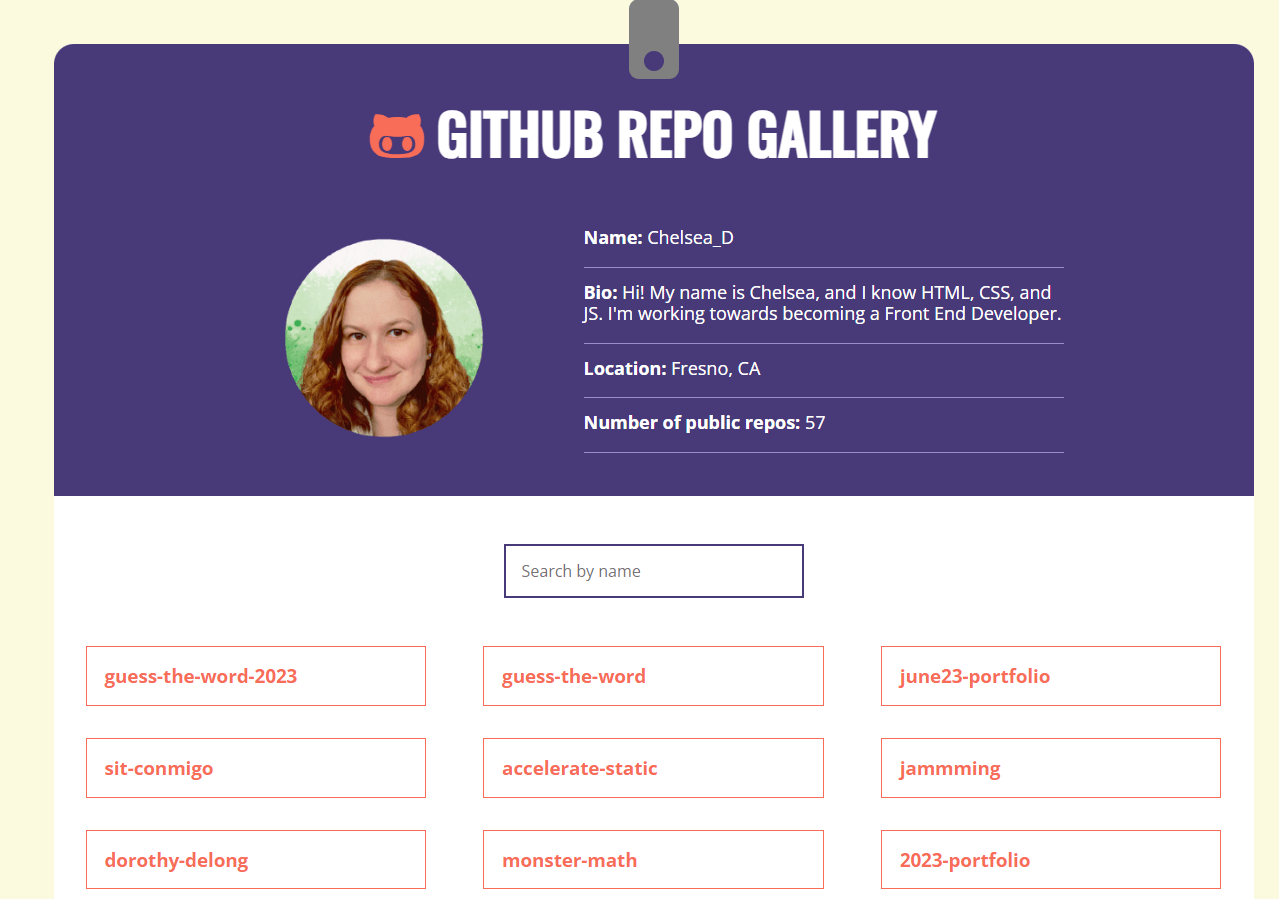 GITHUB REPO GALLERY
Name: Chelsea_D
Bio: Hi! My name is Chelsea, and I know HTML, CSS, and
JS. I'm working towards becoming a Front End Developer.
Location: Fresno, CA
Number of public repos: 57
Search by name
guess-the-word-2023
guess-the-word
june23-portfolio
sit-conmigo
accelerate-static
jammming
dorothy-delong
monster-math
2023-portfolio